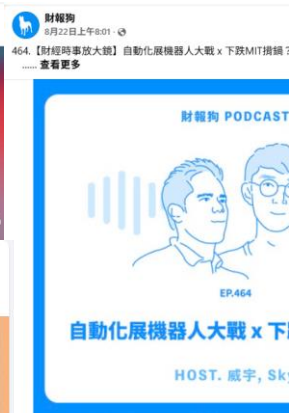 財報狗
8月22日上午8:01 ·
464.【財經時事放大鏡】自動化展機器人大戰 x 下跌MIT揹鍋?
...... 查看更多
財報狗 PODCAST
EP.464
自動化展機器人大戰 x 下
HOST. 威宇, Sky